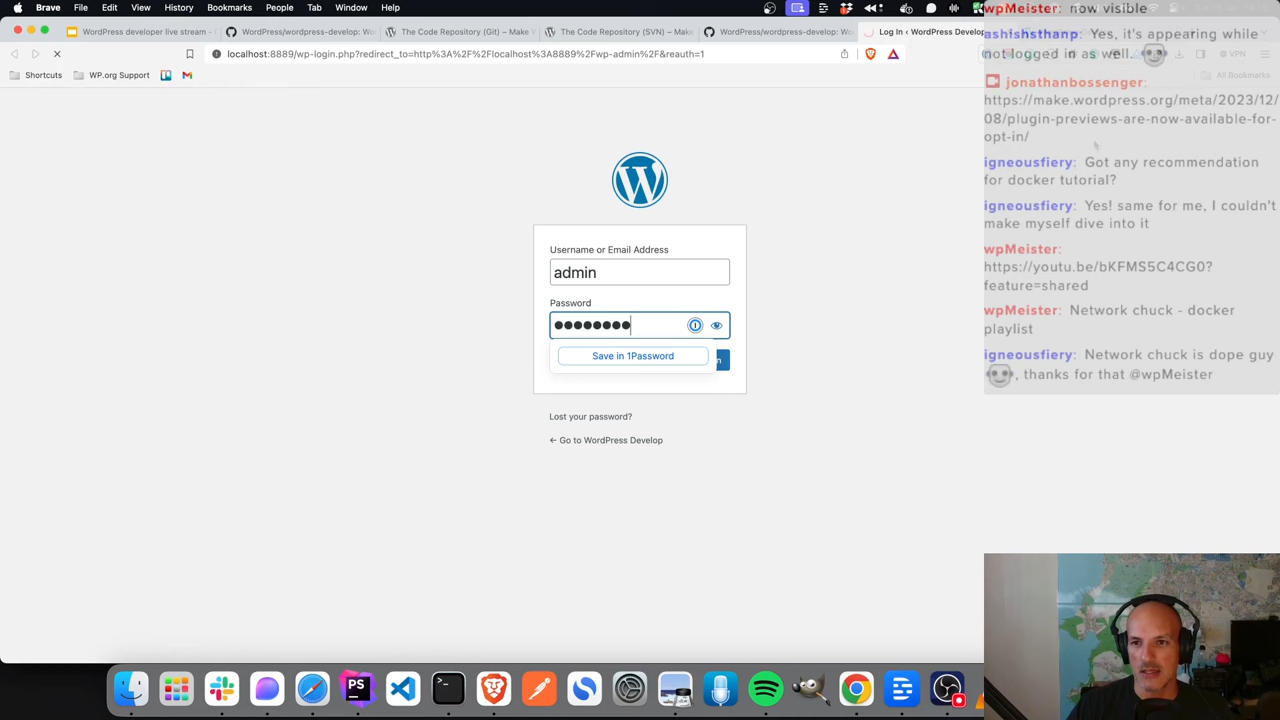 Brave File Edit View History Bookmarks People Tab Window Help
WordPress developer live stream -
WordPress/wordpress-develop: Wo
The Code Repository (Git) – Make W
The Code Repository (SVN) – Make
WordPress/wordpress-develop: Wo
Log In ‹ WordPress Develop
localhost:8889/wp-login.php?redirect_to=http%3A%2F%2Flocalhost%3A8889%2Fwp-admin%2F&reauth=1
VPN
Shortcuts WP.org Support All Bookmarks
Username or Email Address
admin
Password
Save in 1Password
n
Lost your password?
← Go to WordPress Develop
wpMeister: now visible
ashishsthanp: Yes, it's appearing while
not logged in as well.
jonathanbossenger:
https://make.wordpress.org/meta/2023/12/
08/plugin-previews-are-now-available-for-
opt-in/
igneousfiery: Got any recommendation
for docker tutorial?
igneousfiery: Yes! same for me, I couldn't
make myself dive into it
wpMeister:
https://youtu.be/bKFMS5C4CG0?
feature=shared
wpMeister: Network chuck - docker
playlist
igneousfiery: Network chuck is dope guy
, thanks for that @wpMeister
PS